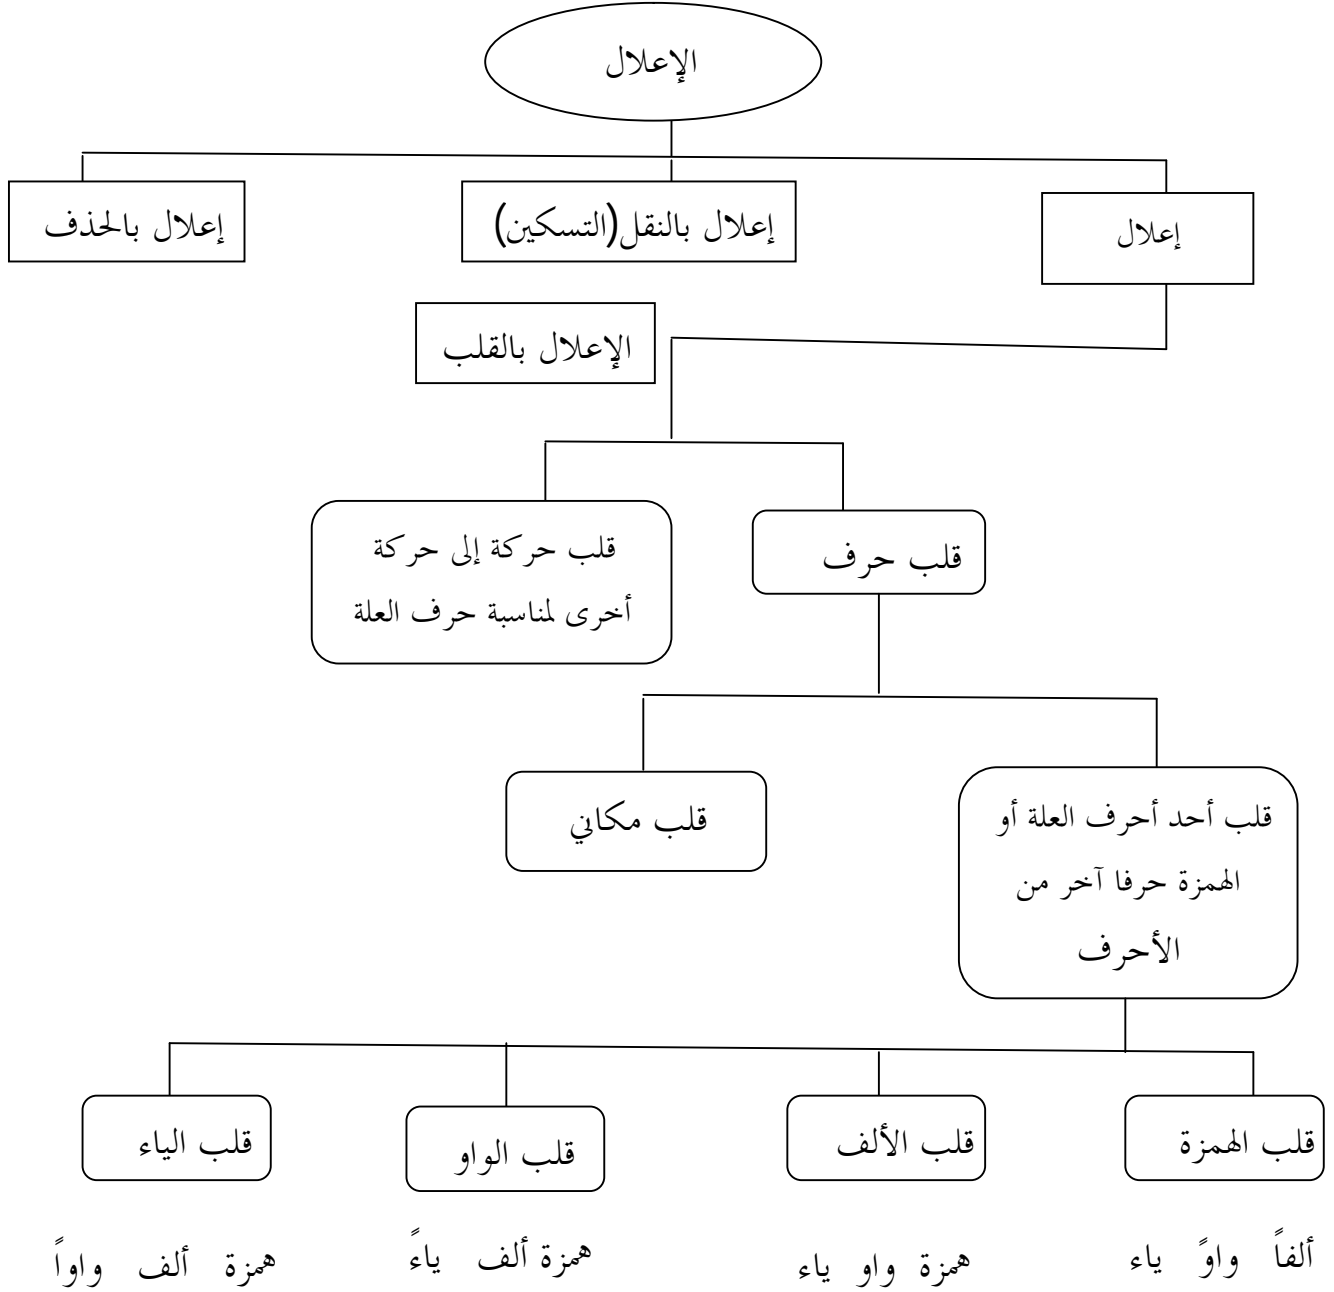 الإعلال
إعلال
إعلال بالنقل(التسكين)
إعلال بالحذف
الإعلال بالقلب
قلب حرف
قلب حركة إلى حركة
أخرى لمناسبة حرف العلة
قلب أحد أحرف العلة أو
الهمزة حرفا آخر من
الأحرف
قلب مكاني
قلب الهمزة
قلب الألف
قلب الواو
قلب الياء
ألفاً واوً ياء
همزة واو ياء
همزة ألف ياءً
همزة ألف واواً